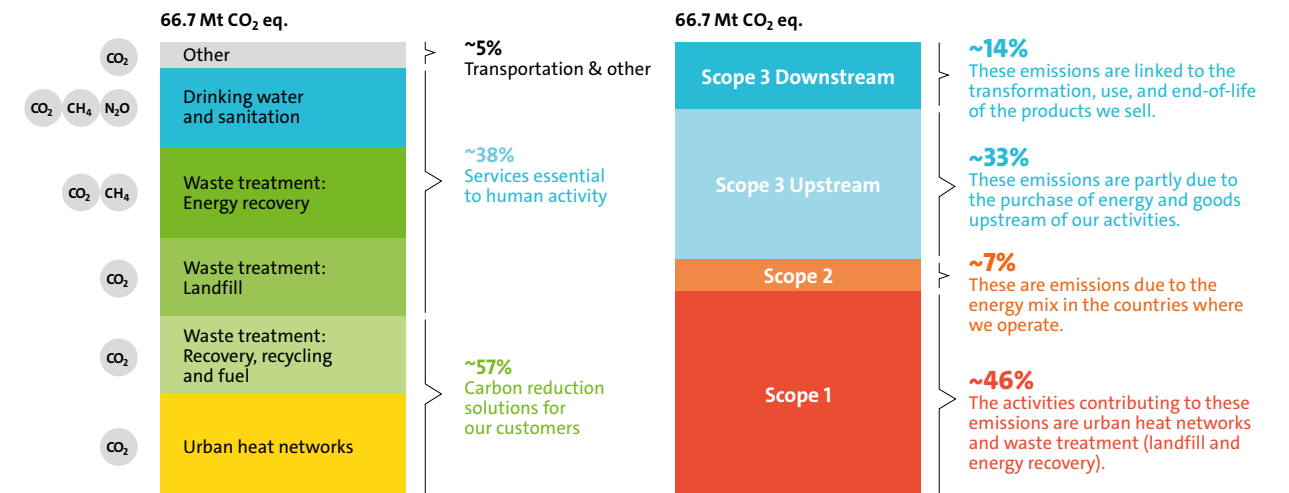 66.7 Mt CO₂ eq.
CO₂
Other
~5%
Transportation & other
CO₂ CH₄ N₂O
Drinking water
and sanitation
~38%
Services essential
to human activity
CO₂ CH₄
Waste treatment:
Energy recovery
CO₂
Waste treatment:
Landfill
CO₂
Waste treatment:
Recovery, recycling
and fuel
~57%
Carbon reduction
solutions for
our customers
CO₂
Urban heat networks
66.7 Mt CO₂ eq.
Scope 3 Downstream
~14%
These emissions are linked to the
transformation, use, and end-of-life
of the products we sell.
Scope 3 Upstream
~33%
These emissions are partly due to
the purchase of energy and goods
upstream of our activities.
Scope 2
~7%
These are emissions due to the
energy mix in the countries where
we operate.
Scope 1
~46%
The activities contributing to these
emissions are urban heat networks
and waste treatment (landfill and
energy recovery).